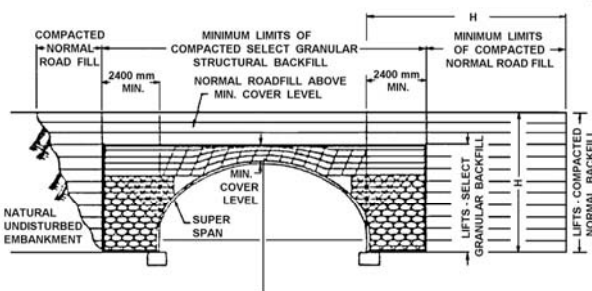 H
COMPACTED
NORMAL
ROAD FILL
MINIMUM LIMITS OF
COMPACTED SELECT GRANULAR
STRUCTURAL BACKFILL
MINIMUM LIMITS
OF COMPACTED
NORMAL ROAD FILL
2400 mm
MIN.
NORMAL ROADFILL ABOVE
MIN. COVER LEVEL
2400 mm
MIN.
MIN.
COVER
LEVEL
SUPER
SPAN
NATURAL
UNDISTURBED
EMBANKMENT
LIFTS - SELECT
GRANULAR BACKFILL
H
LIFTS - COMPACTED
NORMAL BACKFILL